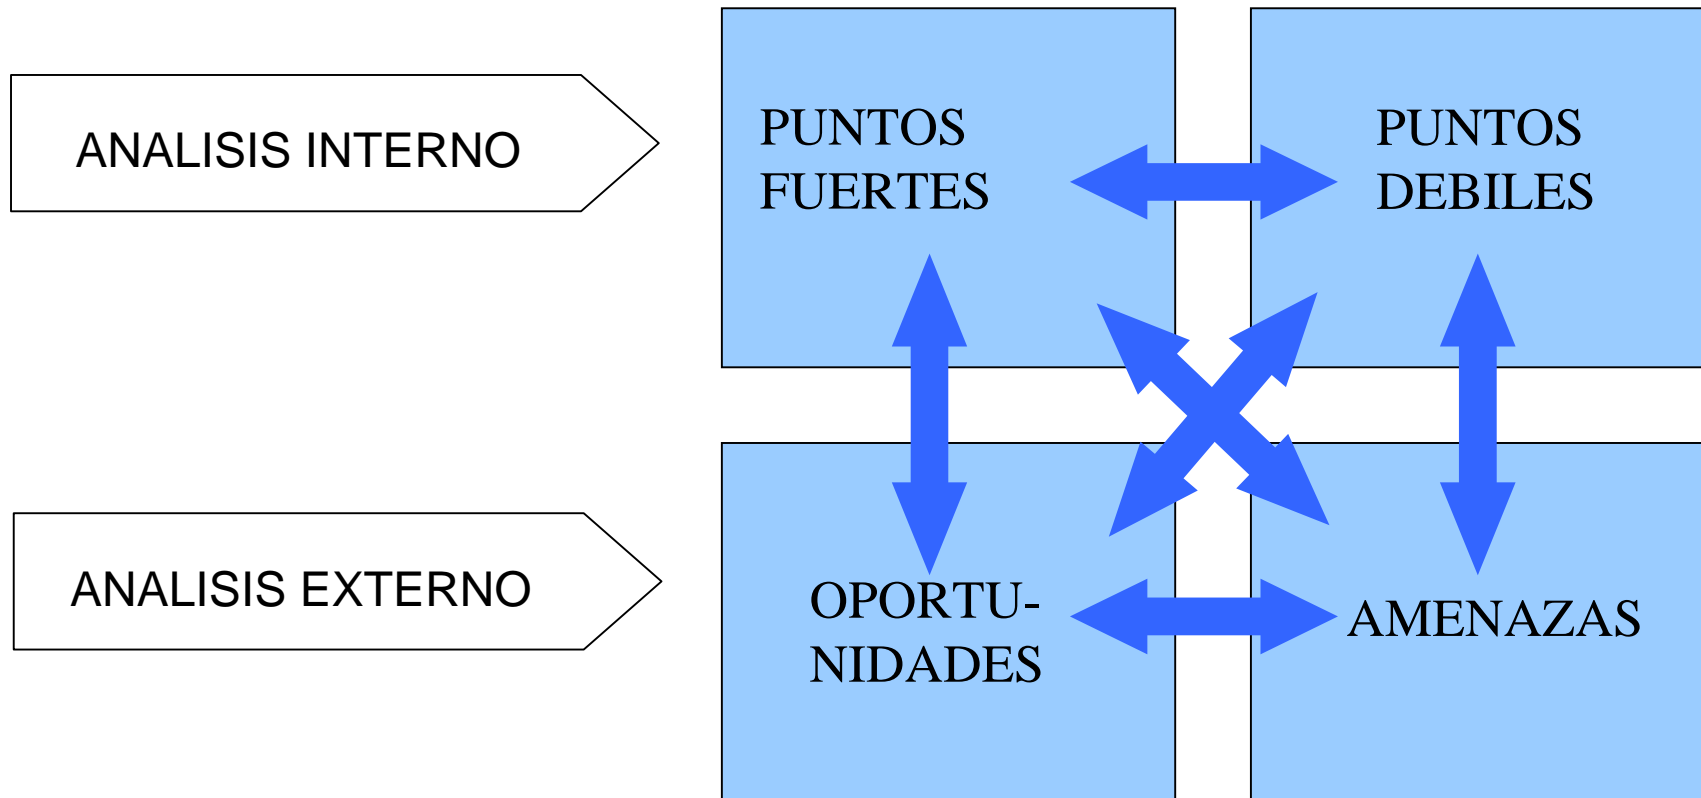 ANALISIS INTERNO
PUNTOS
FUERTES
PUNTOS
DEBILES
ANALISIS EXTERNO
OPORTU-
NIDADES
AMENAZAS